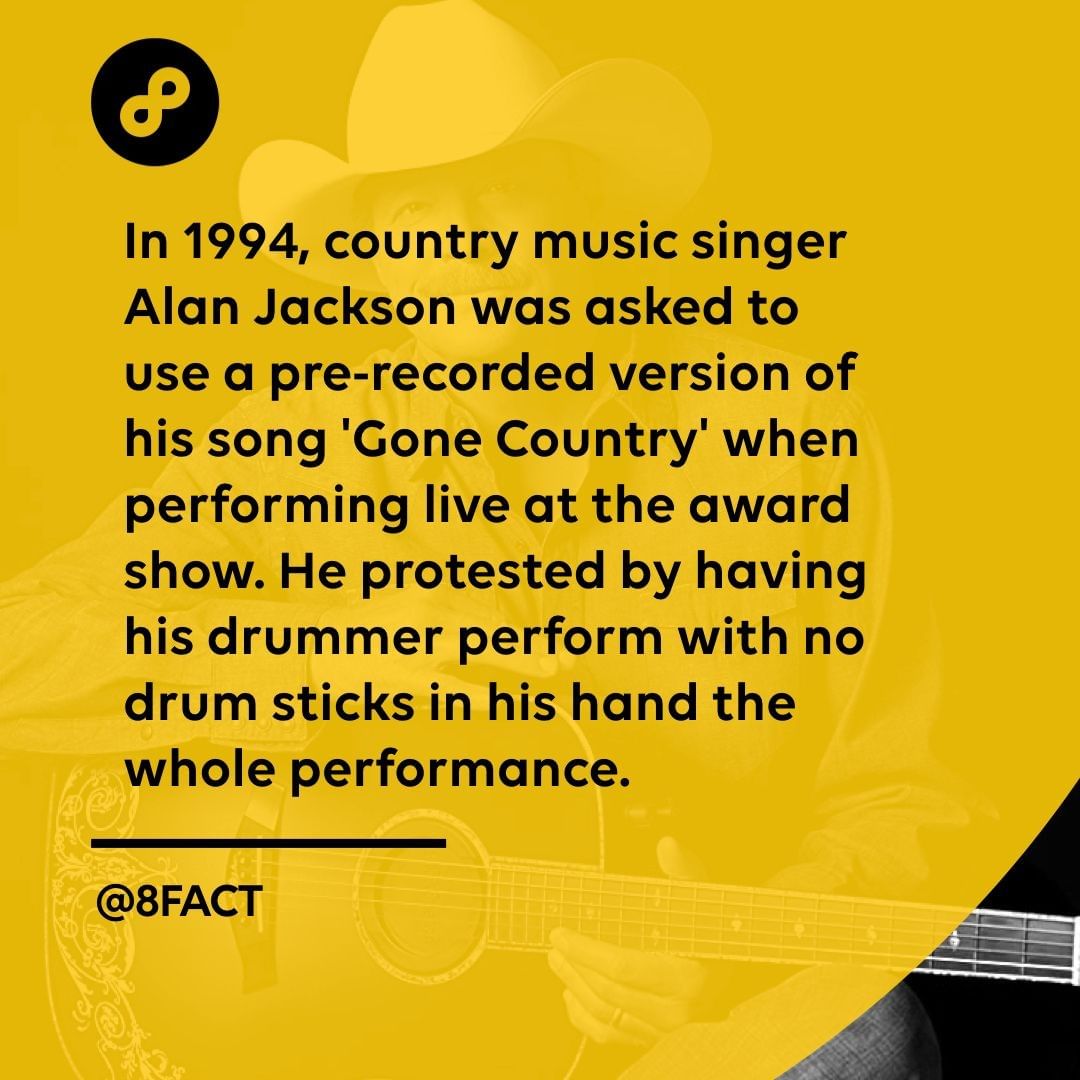 In 1994, country music singer
Alan Jackson was asked to
use a pre-recorded version of
his song 'Gone Country' when
performing live at the award
show. He protested by having
his drummer perform with no
drum sticks in his hand the
whole performance.
@8FACT